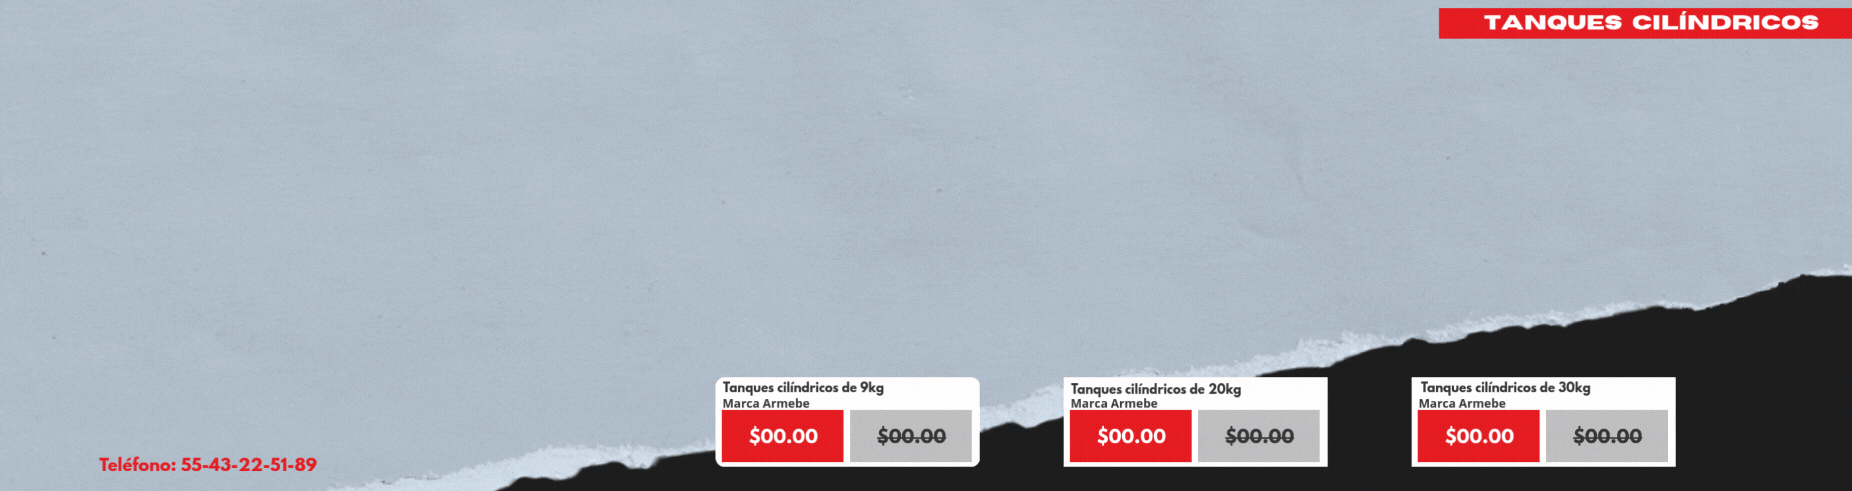 TANQUES CILÍNDRICOS
Tanques cilíndricos de 9kg
Marca Armebe
$00.00
$00.00
Tanques cilíndricos de 20kg
Marca Armebe
$00.00
$00.00
Tanques cilíndricos de 30kg
Marca Armebe
$00.00
$00.00
Teléfono: 55-43-22-51-89